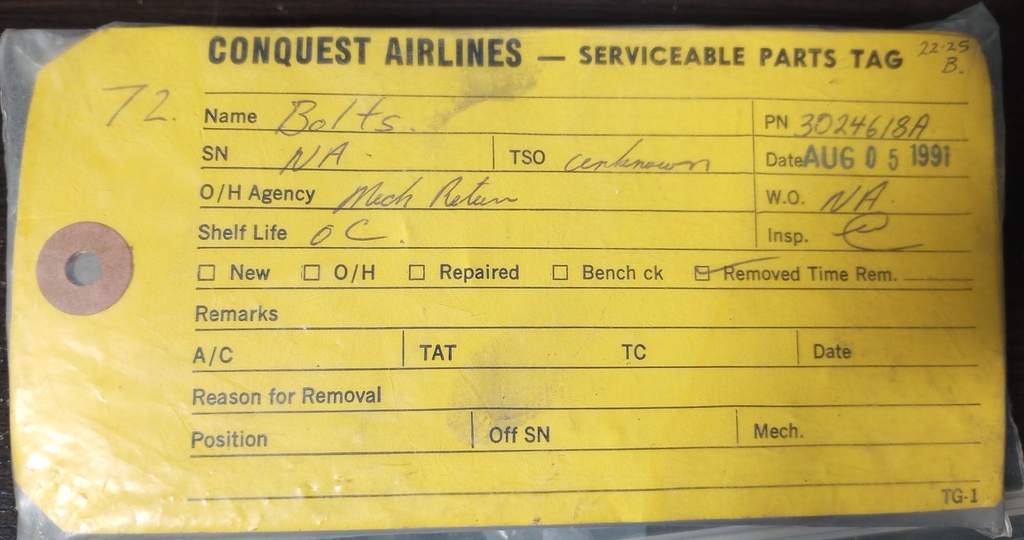 CONQUEST AIRLINES — SERVICEABLE PARTS TAG 22-25 B.
72.
Name Bolts. PN 3024618A
SN NA TSO unknown Date AUG 05 1991
O/H Agency Mech Return W.O. NA
Shelf Life OC. Insp.
☐ New ☐ O/H ☐ Repaired ☐ Bench ck ☑ Removed Time Rem.
Remarks
A/C TAT TC Date
Reason for Removal
Position Off SN Mech.
TG-1